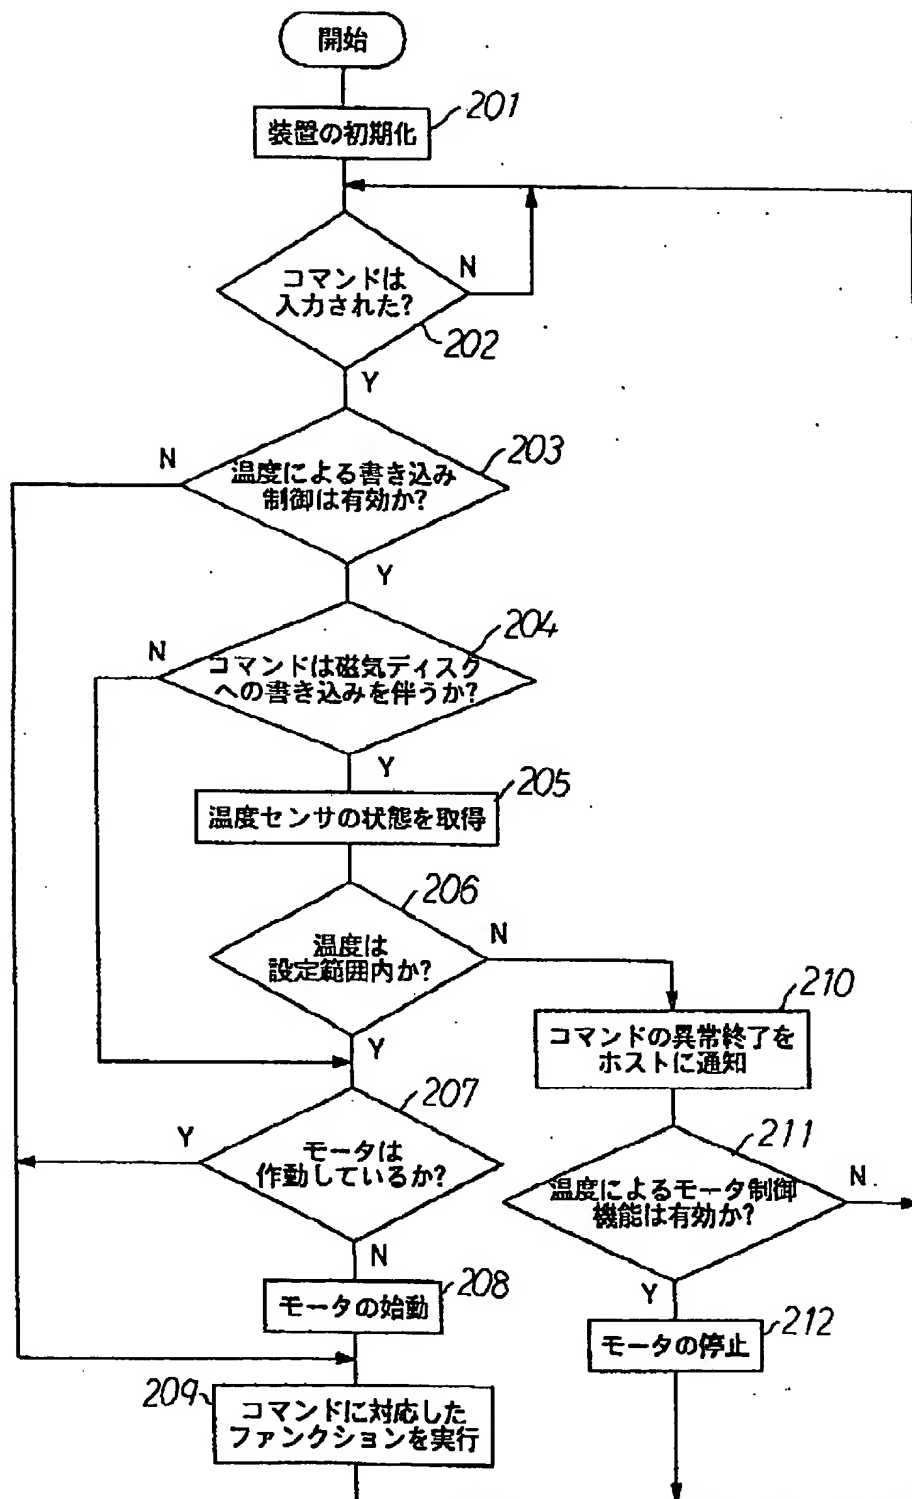 開始
201
装置の初期化
N
コマンドは
入力された?
202
Y
203
N
温度による書き込み
制御は有効か?
Y
204
N
コマンドは磁気ディスク
への書き込みを伴うか?
Y
205
温度センサの状態を取得
206
N
温度は
設定範囲内か?
Y
210
コマンドの異常終了を
ホストに通知
207
Y
モータは
作動しているか?
N
211
N
温度によるモータ制御
機能は有効か?
Y
208
モータの始動
212
モータの停止
209
コマンドに対応した
ファンクションを実行